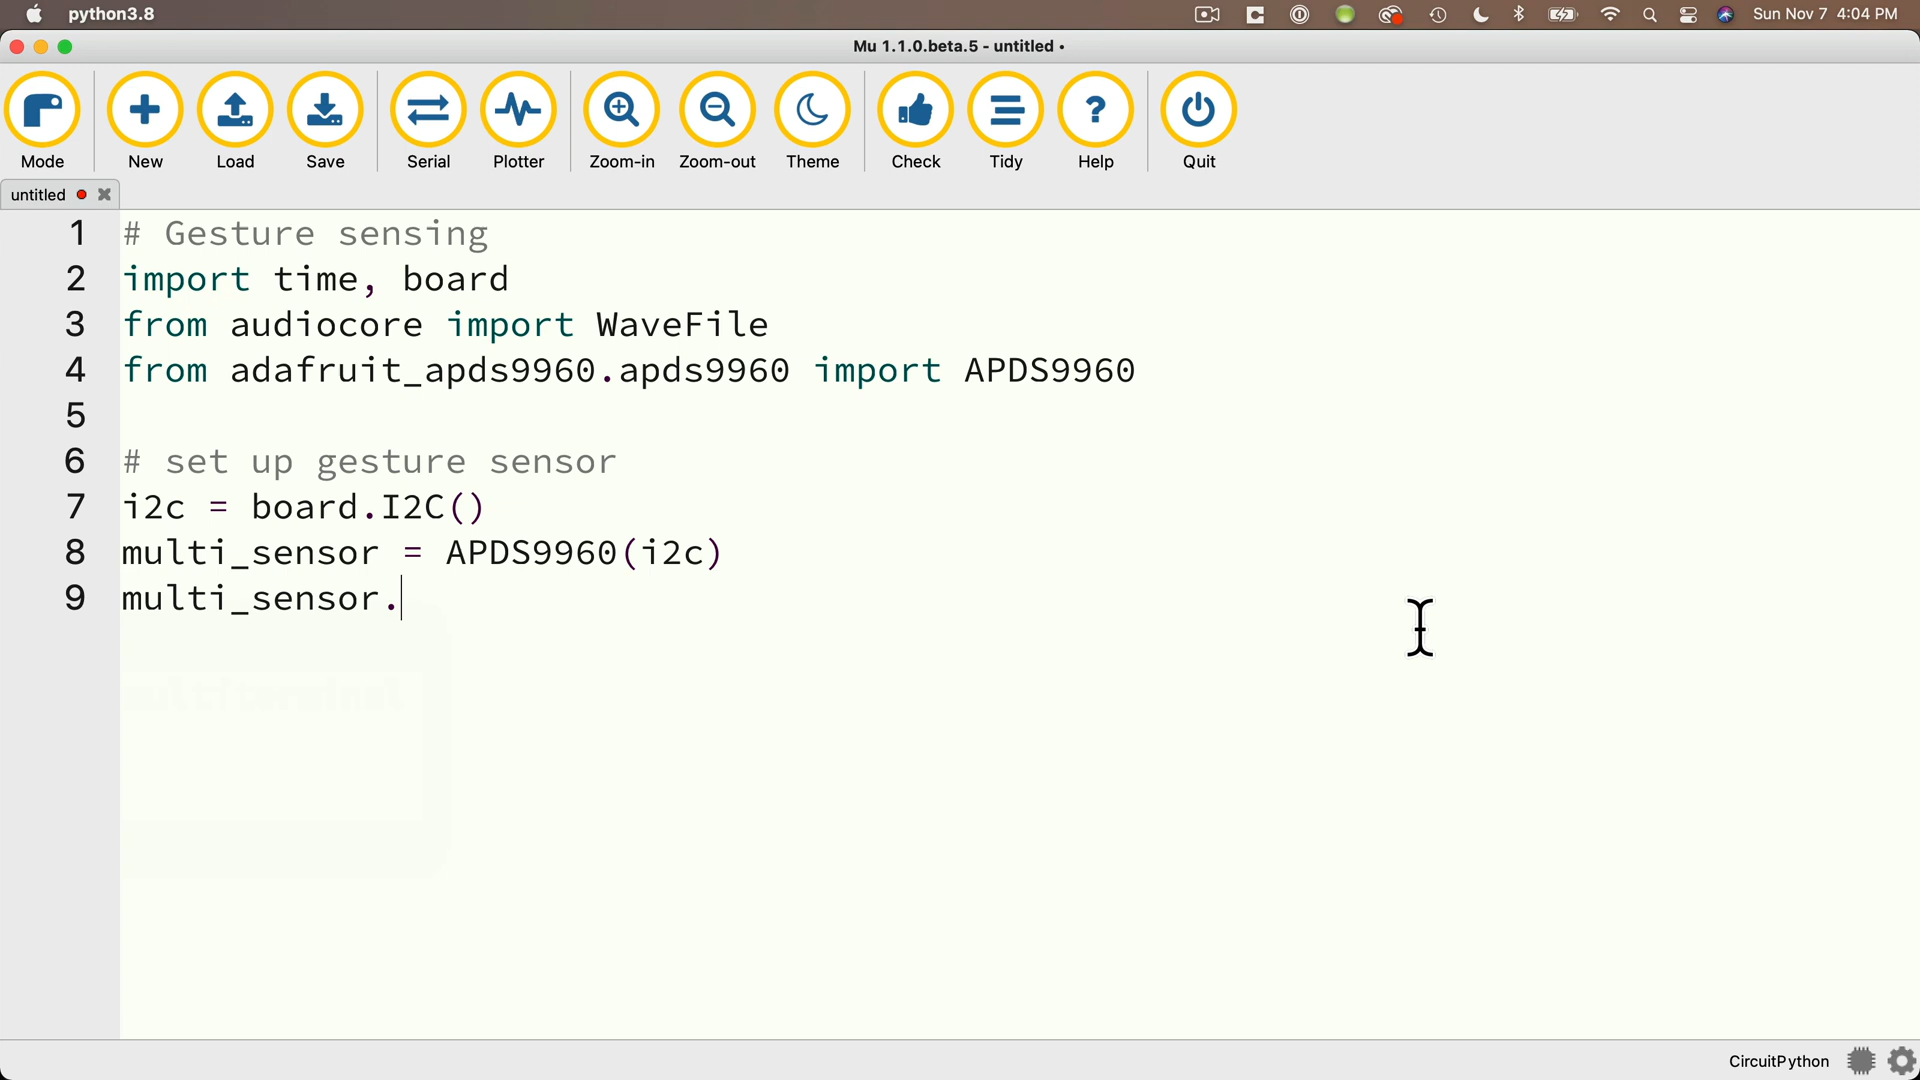 python3.8
Sun Nov 7 4:04 PM
Mu 1.1.0.beta.5 - untitled •
Mode
New
Load
Save
Serial
Plotter
Zoom-in
Zoom-out
Theme
Check
Tidy
Help
Quit
untitled
1 # Gesture sensing
2 import time, board
3 from audiocore import WaveFile
4 from adafruit_apds9960.apds9960 import APDS9960
5
6 # set up gesture sensor
7 i2c = board.I2C()
8 multi_sensor = APDS9960(i2c)
9 multi_sensor.
CircuitPython